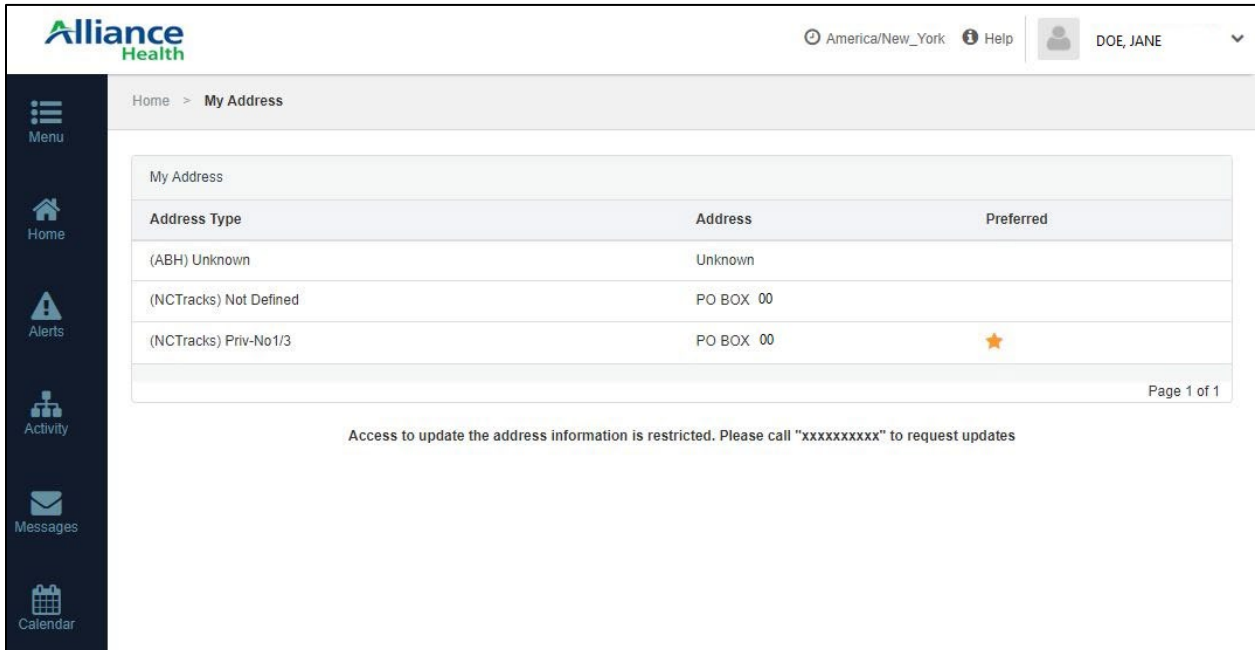 Alliance
Health
America/New_York Help DOE, JANE
Menu
Home > My Address
My Address
Address Type Address Preferred
Home
(ABH) Unknown Unknown
(NCTracks) Not Defined PO BOX 00
Alerts
(NCTracks) Priv-No1/3 PO BOX 00
Page 1 of 1
Activity
Access to update the address information is restricted. Please call "xxxxxxxxxx" to request updates
Messages
Calendar